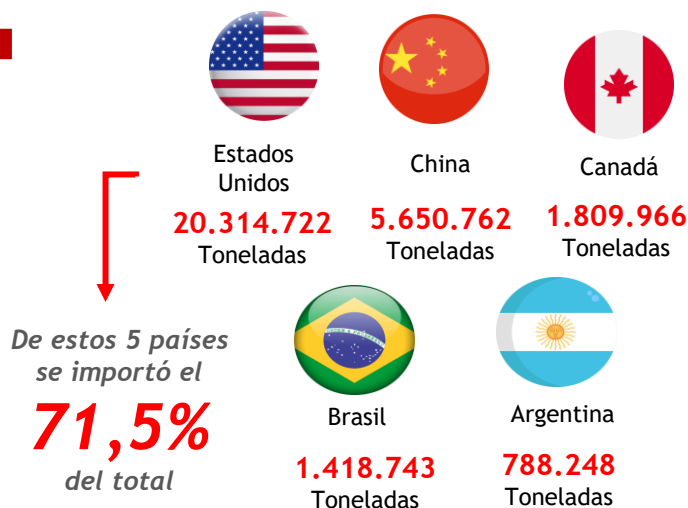 Estados
Unidos
20.314.722
Toneladas
China
5.650.762
Toneladas
Canadá
1.809.966
Toneladas
De estos 5 países
se importó el
71,5%
del total
Brasil
1.418.743
Toneladas
Argentina
788.248
Toneladas